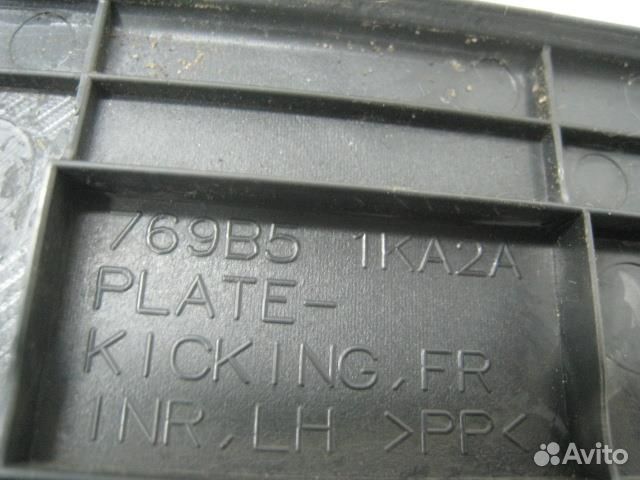 769B5 1KA2A
PLATE-
KICKING, FR
INR, LH >PP<
Avito